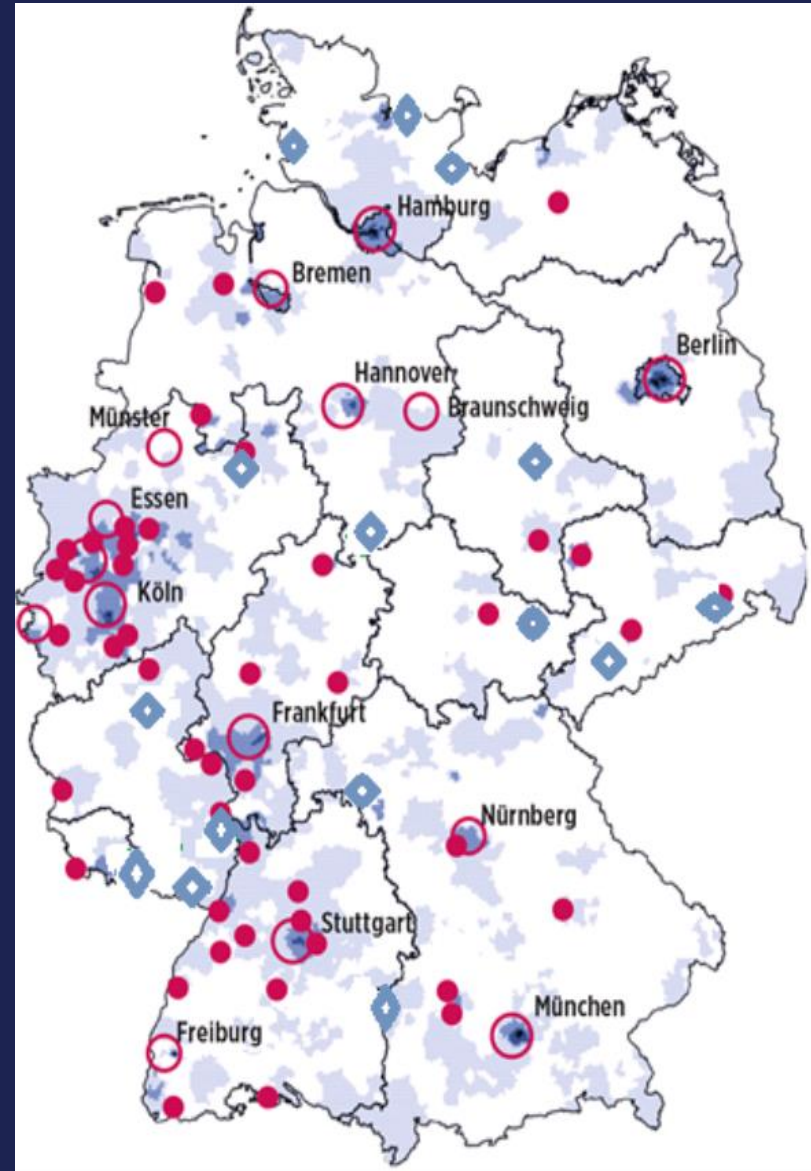 Hamburg
Bremen
Berlin
Hannover
Braunschweig
Münster
Essen
Köln
Frankfurt
Nürnberg
Stuttgart
München
Freiburg